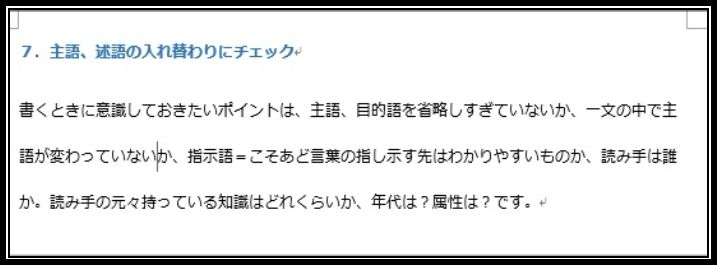 7．主語、述語の入れ替わりにチェック
書くときに意識しておきたいポイントは、主語、目的語を省略しすぎていないか、一文の中で主
語が変わっていないか、指示語＝こそあど言葉の指し示す先はわかりやすいものか、読み手は誰
か。読み手の元々持っている知識はどれくらいか、年代は？属性は？です。